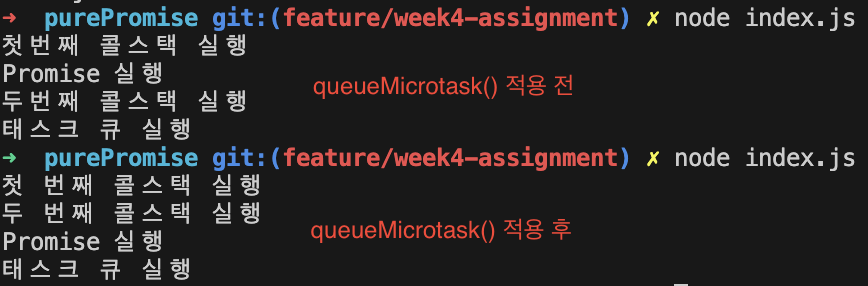 ➜ purePromise git:(feature/week4-assignment) ✗ node index.js
첫번째 콜스택 실행
Promise 실행
queueMicrotask() 적용 전
두번째 콜스택 실행
태스크 큐 실행
➜ purePromise git:(feature/week4-assignment) ✗ node index.js
첫 번째 콜스택 실행
두 번째 콜스택 실행
queueMicrotask() 적용 후
Promise 실행
태스크 큐 실행